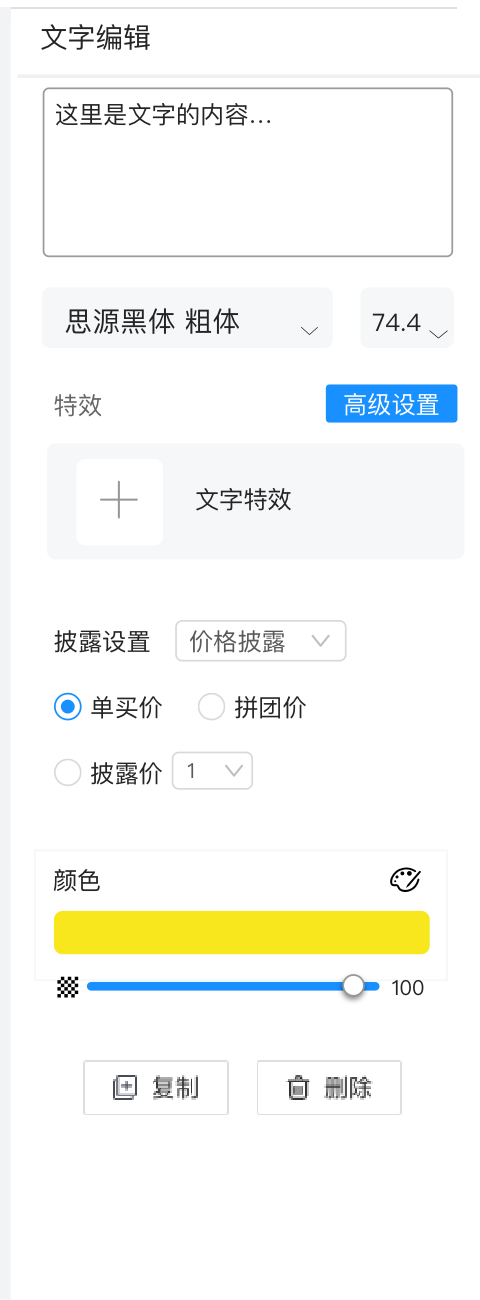 文字编辑
这里是文字的内容...
思源黑体 粗体 74.4
特效 高级设置
文字特效
披露设置 价格披露
单买价 拼团价
披露价 1
颜色
100
复制 删除